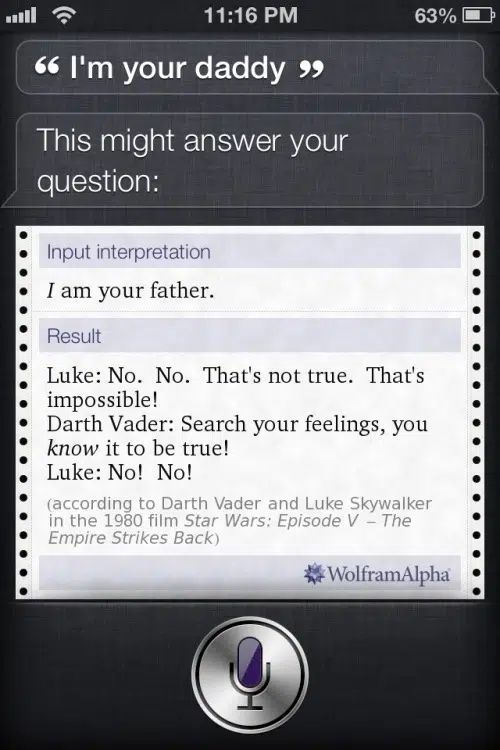 11:16 PM 63%
“ I'm your daddy ”
This might answer your
question:
Input interpretation
I am your father.
Result
Luke: No.  No.  That's not true.  That's
impossible!
Darth Vader: Search your feelings, you
know it to be true!
Luke: No!  No!
(according to Darth Vader and Luke Skywalker
in the 1980 film Star Wars: Episode V – The
Empire Strikes Back)
WolframAlpha